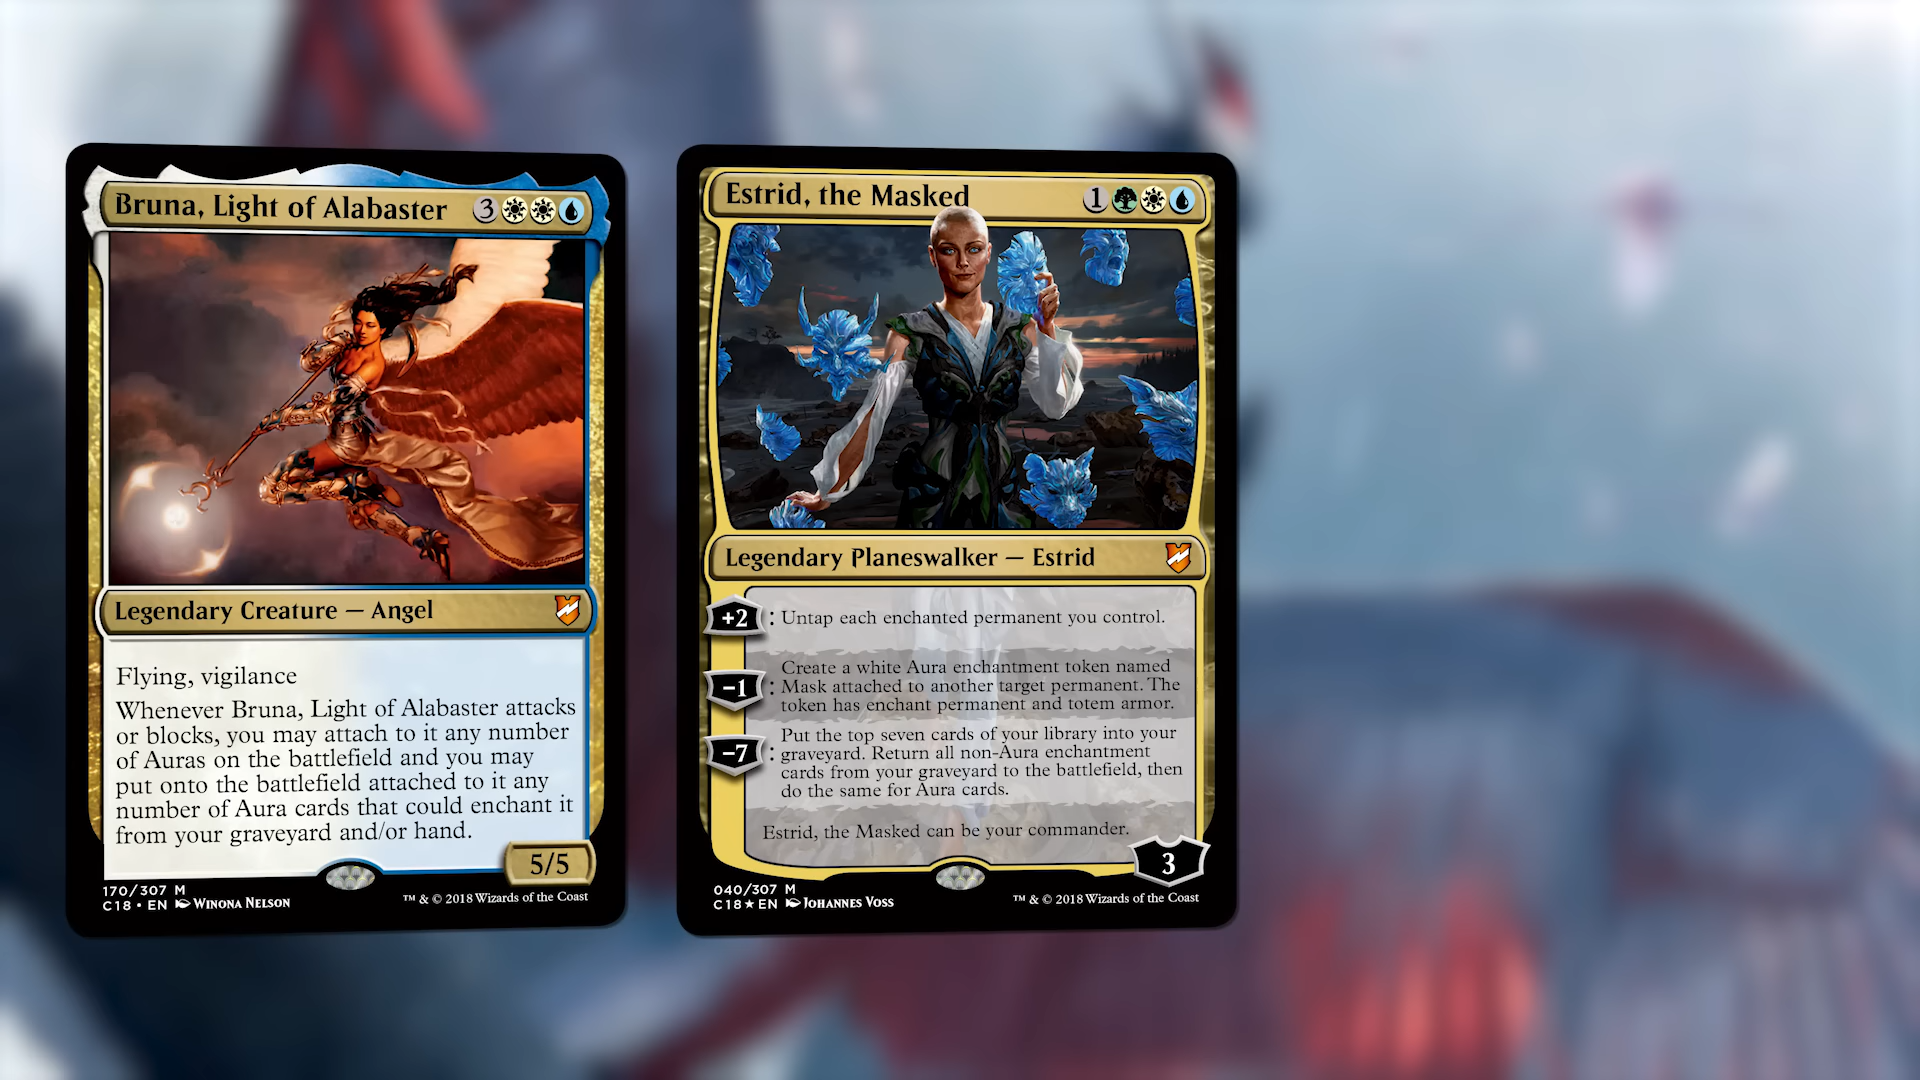 Bruna, Light of Alabaster 3
Legendary Creature — Angel
Flying, vigilance
Whenever Bruna, Light of Alabaster attacks
or blocks, you may attach to it any number
of Auras on the battlefield and you may
put onto the battlefield attached to it any
number of Aura cards that could enchant it
from your graveyard and/or hand.
5/5
170/307 M
C18 • EN Winona Nelson
™ & © 2018 Wizards of the Coast
Estrid, the Masked 1
Legendary Planeswalker — Estrid
+2 : Untap each enchanted permanent you control.
Create a white Aura enchantment token named
−1 : Mask attached to another target permanent. The
token has enchant permanent and totem armor.
Put the top seven cards of your library into your
−7 : graveyard. Return all non-Aura enchantment
cards from your graveyard to the battlefield, then
do the same for Aura cards.
Estrid, the Masked can be your commander.
3
040/307 M
C18 ★ EN Johannes Voss
™ & © 2018 Wizards of the Coast